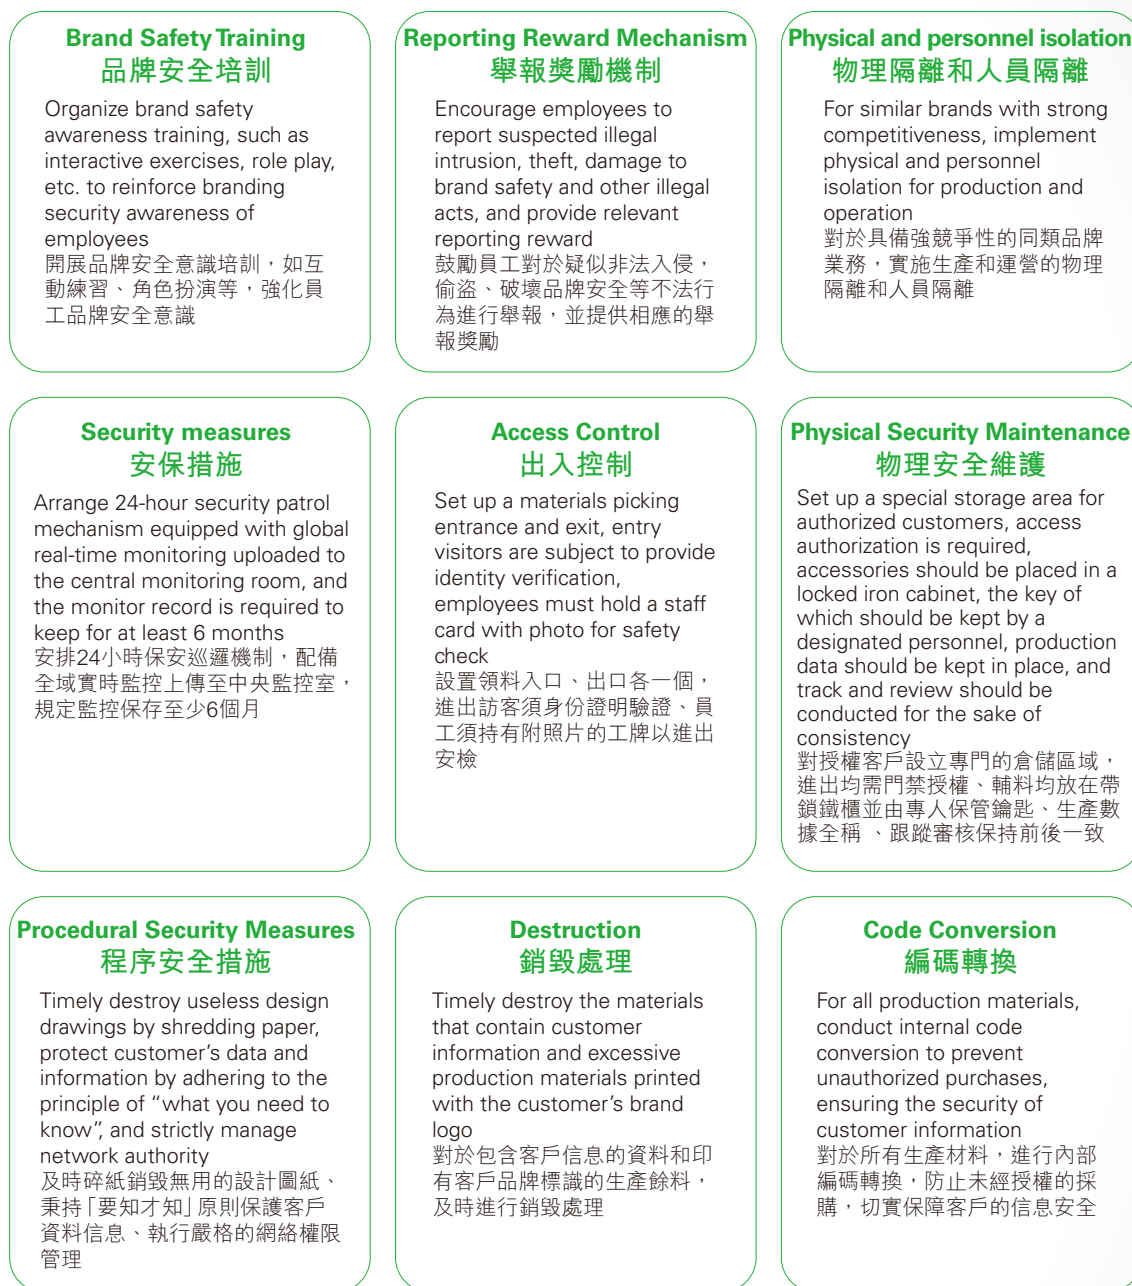 Brand Safety Training
品牌安全培訓
Organize brand safety
awareness training, such as
interactive exercises, role play,
etc. to reinforce branding
security awareness of
employees
開展品牌安全意識培訓，如互
動練習、角色扮演等，強化員
工品牌安全意識
Reporting Reward Mechanism
舉報獎勵機制
Encourage employees to
report suspected illegal
intrusion, theft, damage to
brand safety and other illegal
acts, and provide relevant
reporting reward
鼓勵員工對於疑似非法入侵，
偷盜、破壞品牌安全等不法行
為進行舉報，並提供相應的舉
報獎勵
Physical and personnel isolation
物理隔離和人員隔離
For similar brands with strong
competitiveness, implement
physical and personnel
isolation for production and
operation
對於具備強競爭性的同類品牌
業務，實施生產和運營的物理
隔離和人員隔離
Security measures
安保措施
Arrange 24-hour security patrol
mechanism equipped with global
real-time monitoring uploaded to
the central monitoring room, and
the monitor record is required to
keep for at least 6 months
安排24小時保安巡邏機制，配備
全域實時監控上傳至中央監控室，
規定監控保存至少6個月
Access Control
出入控制
Set up a materials picking
entrance and exit, entry
visitors are subject to provide
identity verification,
employees must hold a staff
card with photo for safety
check
設置領料入口、出口各一個，
進出訪客須身份證明驗證、員
工須持有附照片的工牌以進出
安檢
Physical Security Maintenance
物理安全維護
Set up a special storage area for
authorized customers, access
authorization is required,
accessories should be placed in a
locked iron cabinet, the key of
which should be kept by a
designated personnel, production
data should be kept in place, and
track and review should be
conducted for the sake of
consistency
對授權客戶設立專門的倉儲區域，
進出均需門禁授權、輔料均放在帶
鎖鐵櫃並由專人保管鑰匙、生產數
據全稱 、跟蹤審核保持前後一致
Procedural Security Measures
程序安全措施
Timely destroy useless design
drawings by shredding paper,
protect customer’s data and
information by adhering to the
principle of “what you need to
know”, and strictly manage
network authority
及時碎紙銷毀無用的設計圖紙、
秉持「要知才知」原則保護客戶
資料信息、執行嚴格的網絡權限
管理
Destruction
銷毀處理
Timely destroy the materials
that contain customer
information and excessive
production materials printed
with the customer’s brand
logo
對於包含客戶信息的資料和印
有客戶品牌標識的生產餘料，
及時進行銷毀處理
Code Conversion
編碼轉換
For all production materials,
conduct internal code
conversion to prevent
unauthorized purchases,
ensuring the security of
customer information
對於所有生產材料，進行內部
編碼轉換，防止未經授權的採
購，切實保障客戶的信息安全